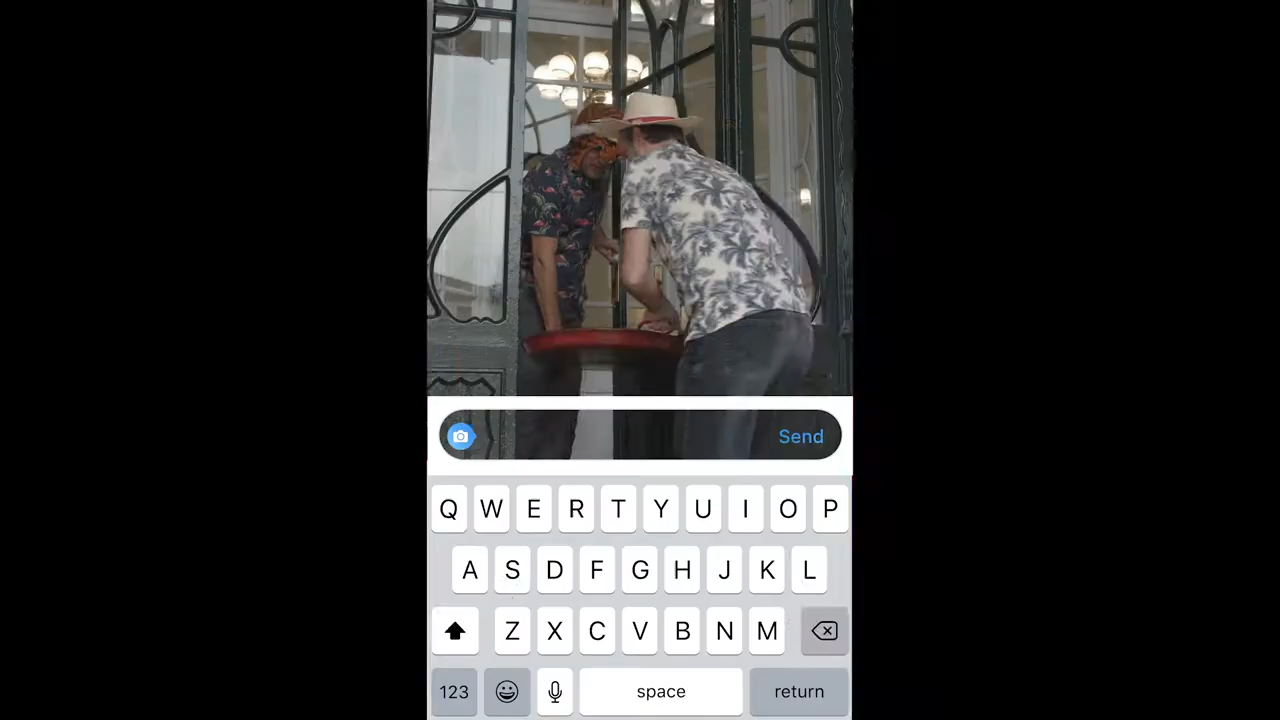 Send
Q W E R T Y U I O P
A S D F G H J K L
Z X C V B N M
123 space return